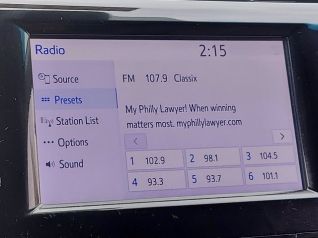 Radio 2:15
Source
Presets
Station List
Options
Sound
FM 107.9 Classix
My Philly Lawyer! When winning
matters most. myphillylawyer.com
1 102.9 2 98.1 3 104.5
4 93.3 5 93.7 6 101.1